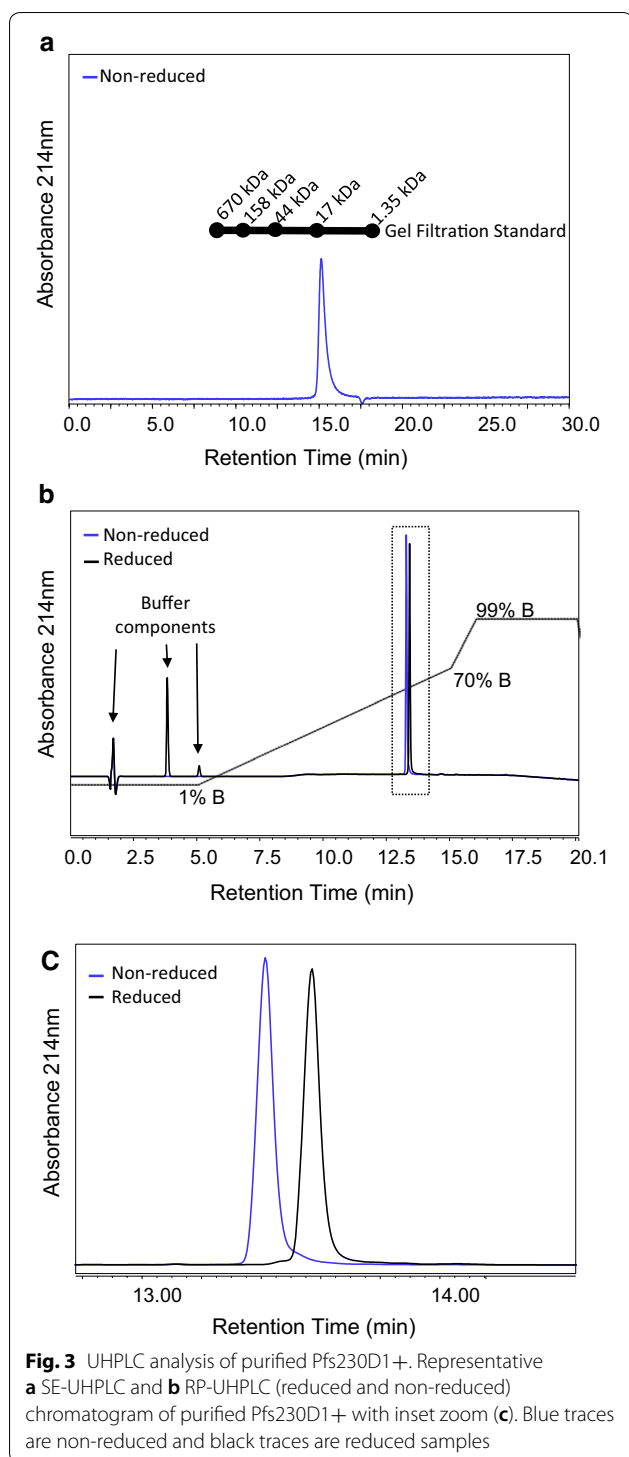 a
Non-reduced
670 kDa
158 kDa
44 kDa
17 kDa
1.35 kDa
Gel Filtration Standard
Absorbance 214nm
0.0 5.0 10.0 15.0 20.0 25.0 30.0
Retention Time (min)
b
Non-reduced
Reduced
Buffer
components
99% B
70% B
1% B
Absorbance 214nm
0.0 2.5 5.0 7.5 10.0 12.5 15.0 17.5 20.1
Retention Time (min)
C
Non-reduced
Reduced
Absorbance 214nm
13.00 14.00
Retention Time (min)
Fig. 3 UHPLC analysis of purified Pfs230D1+. Representative
a SE-UHPLC and b RP-UHPLC (reduced and non-reduced)
chromatogram of purified Pfs230D1+ with inset zoom (c). Blue traces
are non-reduced and black traces are reduced samples